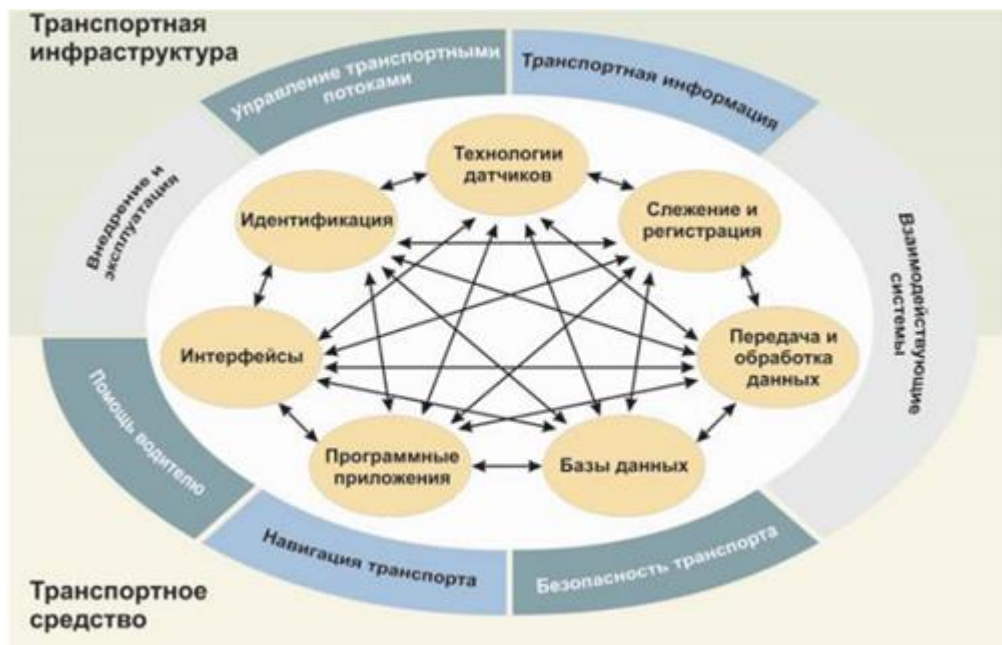 Транспортная
инфраструктура
Управление транспортными
потоками
Транспортная информация
Внедрение и
эксплуатация
Взаимодействующие
системы
Технологии
датчиков
Идентификация
Слежение и
регистрация
Интерфейсы
Передача и
обработка
данных
Программные
приложения
Базы данных
Помощь водителю
Навигация транспорта
Безопасность транспорта
Транспортное
средство